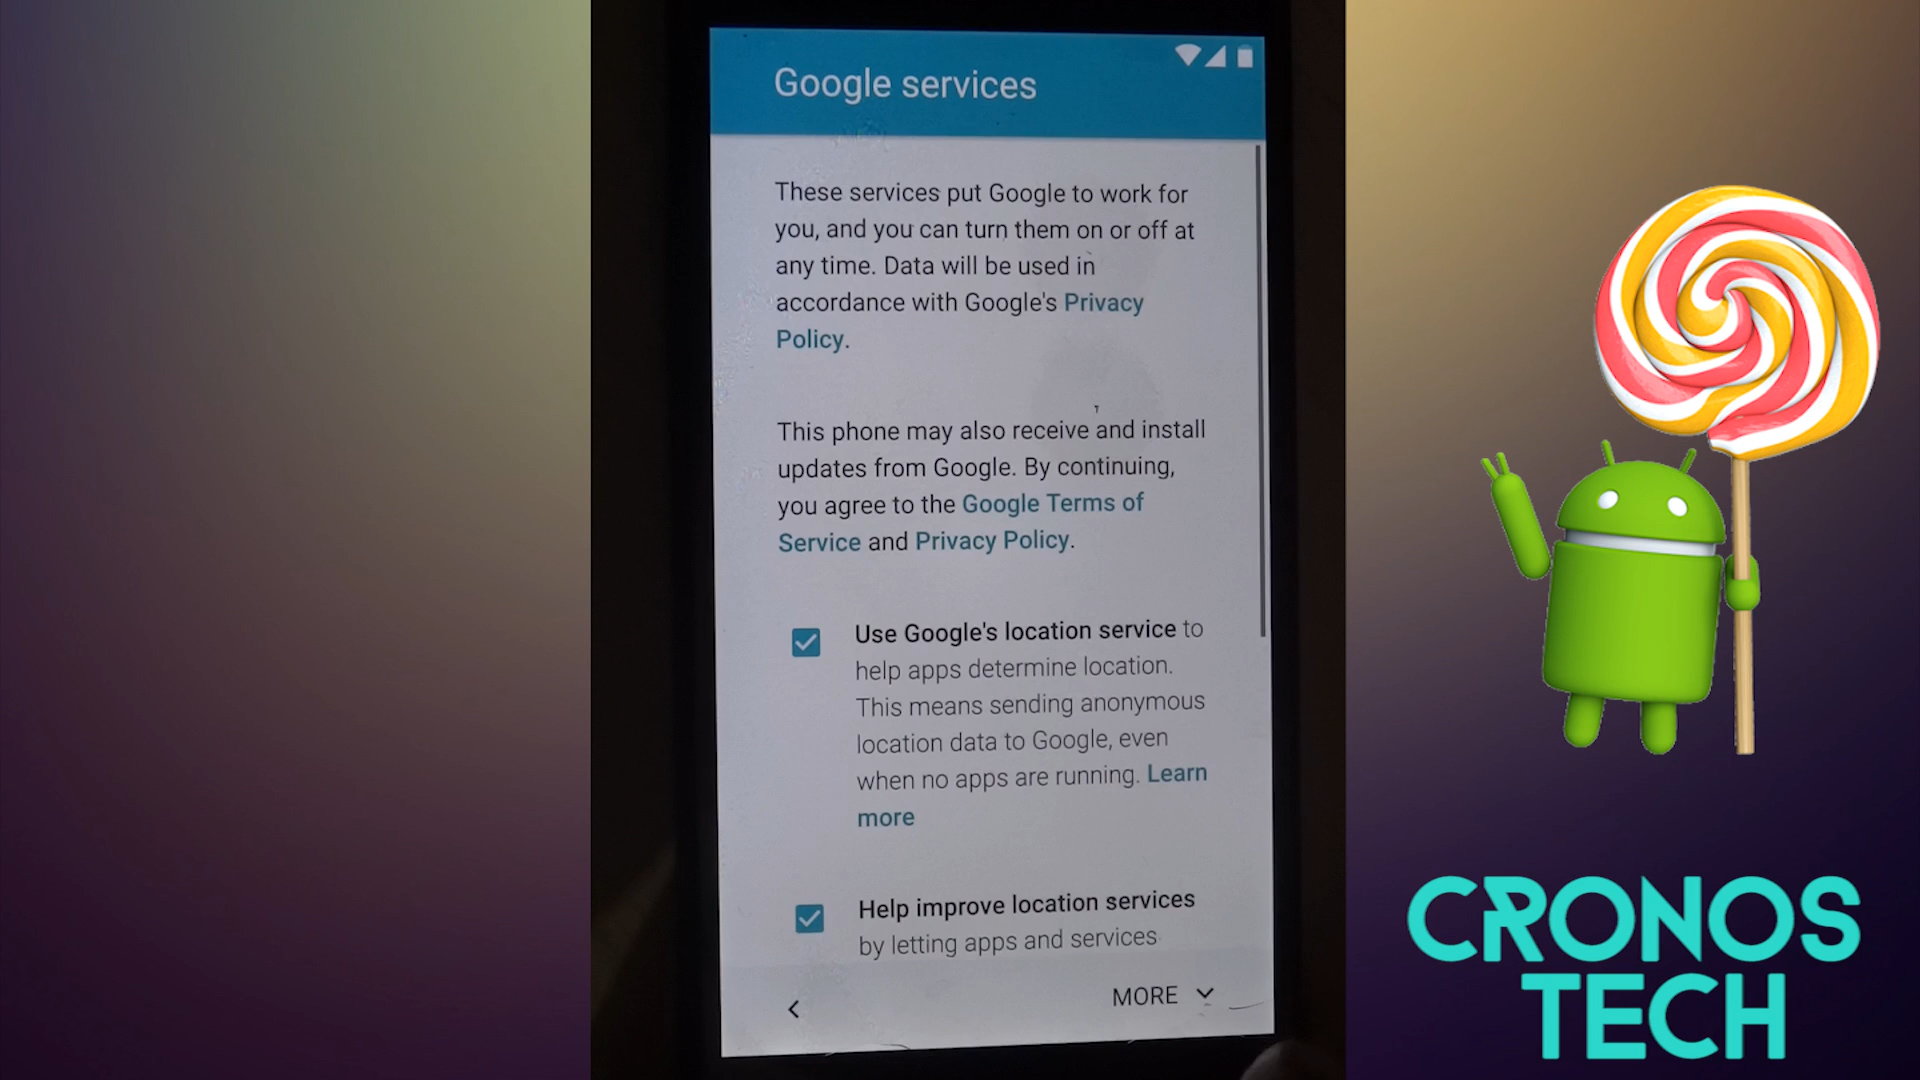 Google services
These services put Google to work for
you, and you can turn them on or off at
any time. Data will be used in
accordance with Google's Privacy
Policy.
This phone may also receive and install
updates from Google. By continuing,
you agree to the Google Terms of
Service and Privacy Policy.
Use Google's location service to
help apps determine location.
This means sending anonymous
location data to Google, even
when no apps are running. Learn
more
Help improve location services
by letting apps and services
MORE
CRONOS
TECH